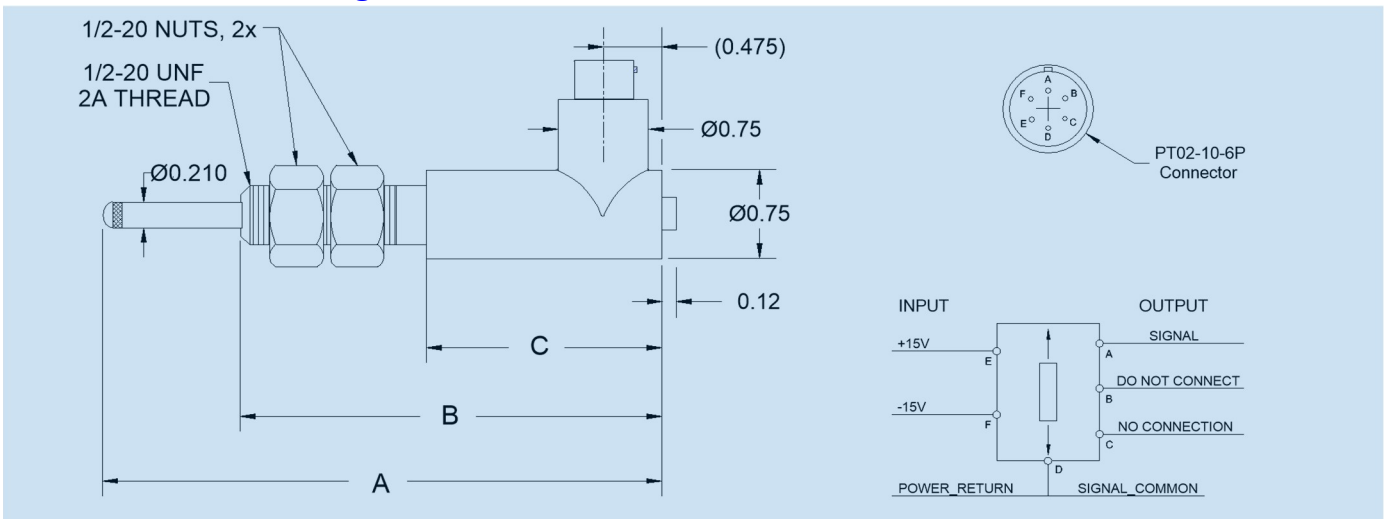 1/2-20 NUTS, 2x
1/2-20 UNF
2A THREAD
Ø0.210
(0.475)
Ø0.75
Ø0.75
0.12
C
B
A
A
B
C
D
E
F
PT02-10-6P
Connector
INPUT
OUTPUT
+15V
E
SIGNAL
A
DO NOT CONNECT
B
-15V
F
NO CONNECTION
C
D
POWER_RETURN
SIGNAL_COMMON